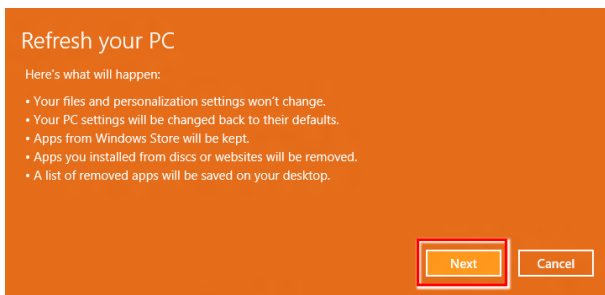 Refresh your PC
Here's what will happen:
• Your files and personalization settings won't change.
• Your PC settings will be changed back to their defaults.
• Apps from Windows Store will be kept.
• Apps you installed from discs or websites will be removed.
• A list of removed apps will be saved on your desktop.
Next Cancel